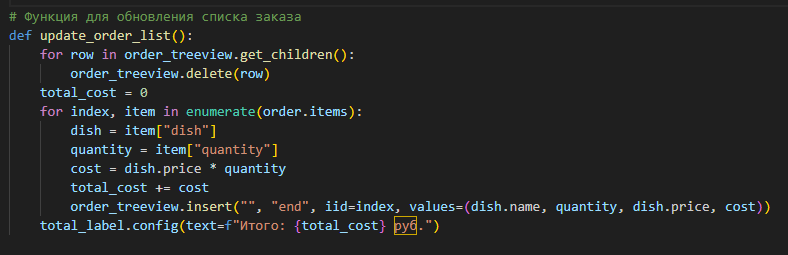 # Функция для обновления списка заказа
def update_order_list():
    for row in order_treeview.get_children():
        order_treeview.delete(row)
    total_cost = 0
    for index, item in enumerate(order.items):
        dish = item["dish"]
        quantity = item["quantity"]
        cost = dish.price * quantity
        total_cost += cost
        order_treeview.insert("", "end", iid=index, values=(dish.name, quantity, dish.price, cost))
    total_label.config(text=f"Итого: {total_cost} руб.")